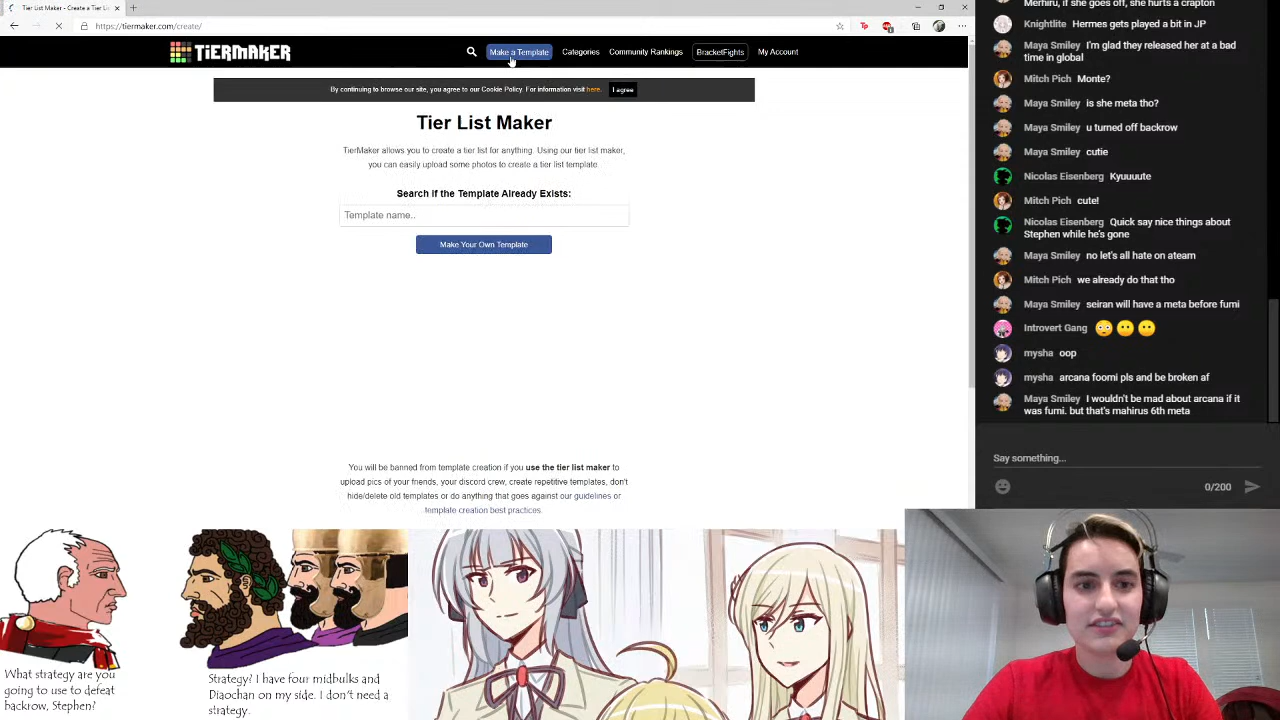 Tier List Maker - Create a Tier Li
https://tiermaker.com/create/
TIERMAKER
Make a Template
Categories
Community Rankings
BracketFights
My Account
By continuing to browse our site, you agree to our Cookie Policy. For information visit here.
I agree
Tier List Maker
TierMaker allows you to create a tier list for anything. Using our tier list maker,
you can easily upload some photos to create a tier list template.
Search if the Template Already Exists:
Template name..
Make Your Own Template
You will be banned from template creation if you use the tier list maker to
upload pics of your friends, your discord crew, create repetitive templates, don't
hide/delete old templates or do anything that goes against our guidelines or
template creation best practices.
Merhiru, if she goes off, she hurts a crapton
Knightlite Hermes gets played a bit in JP
Maya Smiley I'm glad they released her at a bad
time in global
Mitch Pich Monte?
Maya Smiley is she meta tho?
Maya Smiley u turned off backrow
Maya Smiley cutie
Nicolas Eisenberg Kyuuute
Mitch Pich cute!
Nicolas Eisenberg Quick say nice things about
Stephen while he's gone
Maya Smiley no let's all hate on ateam
Mitch Pich we already do that tho
Maya Smiley seiran will have a meta before fumi
Introvert Gang 😳 😶 😶
mysha oop
mysha arcana foomi pls and be broken af
Maya Smiley I wouldn't be mad about arcana if it
was fumi. but that's mahirus 6th meta
Say something...
0/200
What strategy are you
going to use to defeat
backrow, Stephen?
Strategy? I have four midbulks and
Diaochan on my side. I don't need a
strategy.